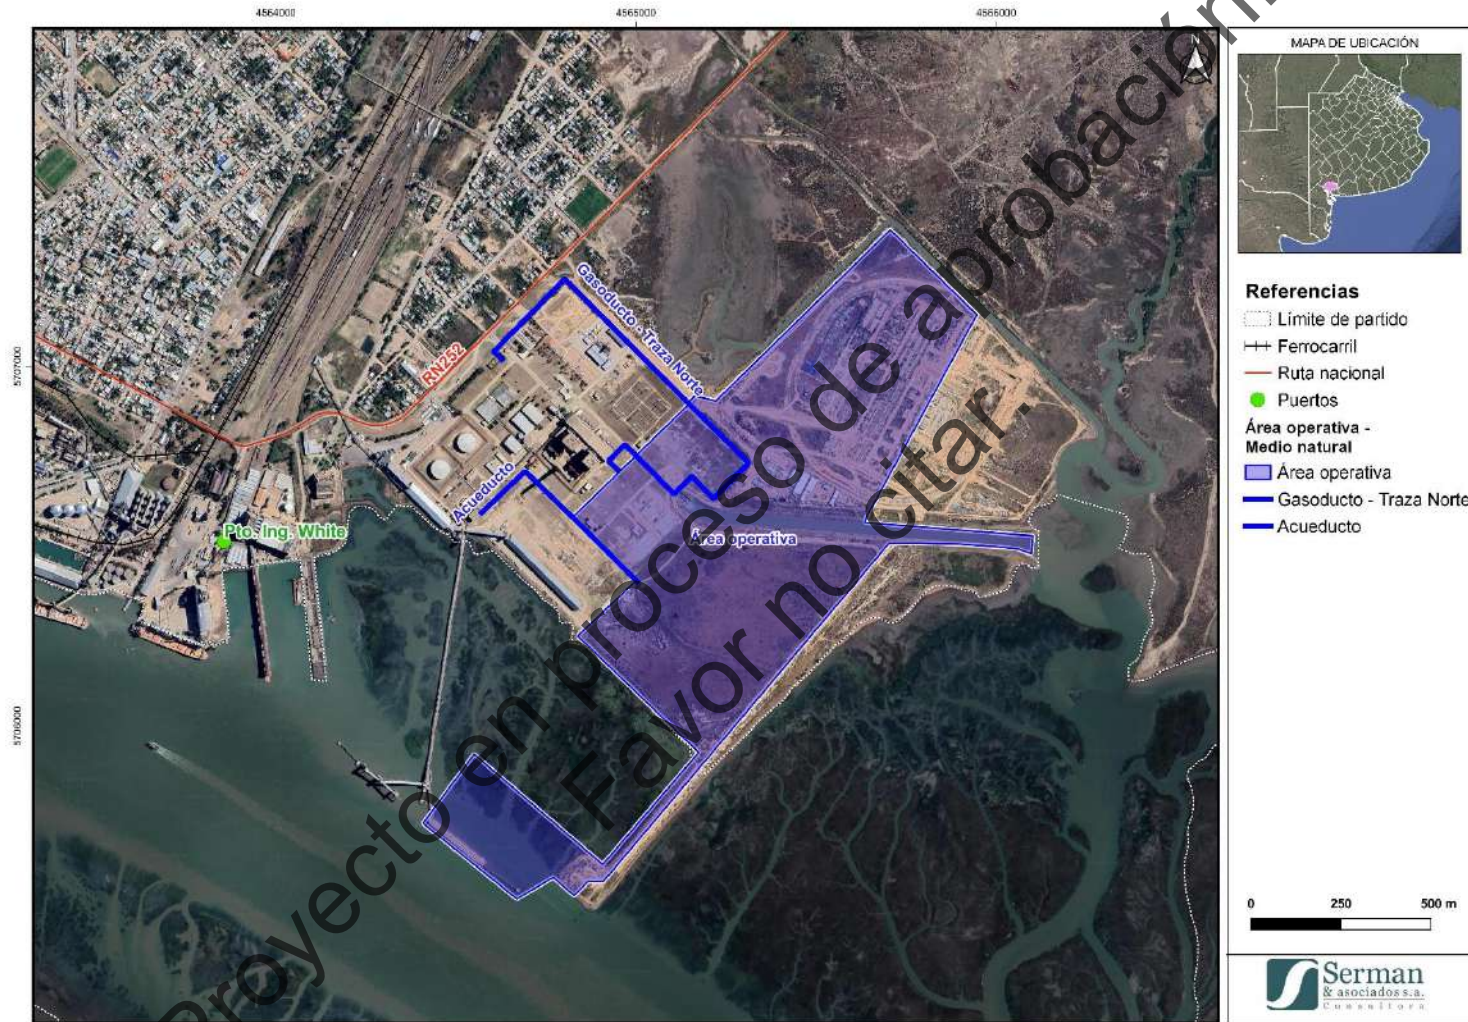 4564000
4565000
4566000
5707000
5706000
N
RN252
Gasoducto - Traza Norte
Acueducto
Pto. Ing. White
Área operativa
Proyecto en proceso de aprobación
Favor no citar.
MAPA DE UBICACIÓN
Referencias
Límite de partido
Ferrocarril
Ruta nacional
Puertos
Área operativa -
Medio natural
Área operativa
Gasoducto - Traza Norte
Acueducto
0 250 500 m
Serman
& asociados s.a.
Consultora